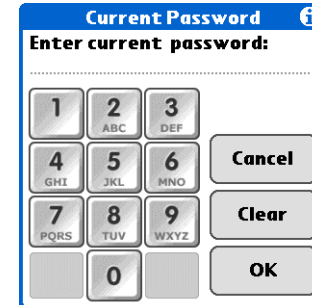 Current Password i
Enter current password:
1
2 ABC
3 DEF
4 GHI
5 JKL
6 MNO
Cancel
7 PQRS
8 TUV
9 WXYZ
Clear
0
OK